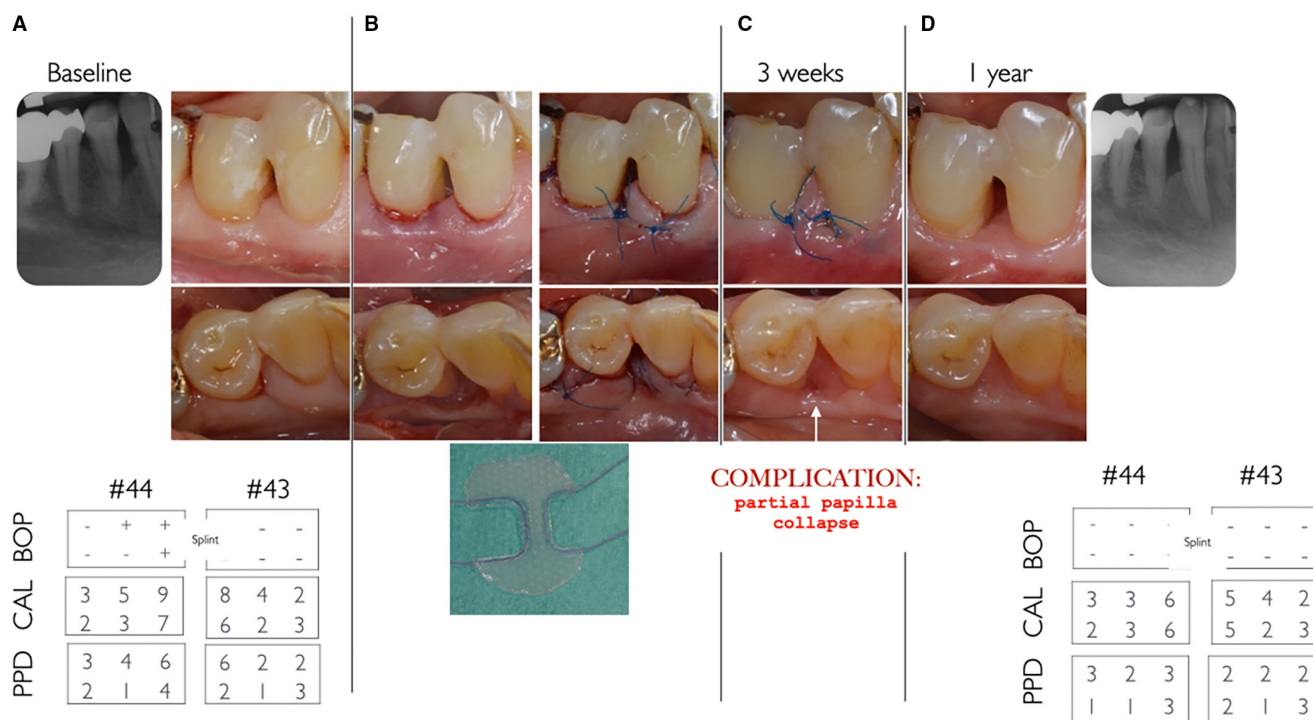 A
B
C
D
Baseline
3 weeks
1 year
COMPLICATION:
partial papilla
collapse
#44 #43
BOP
- + +
- - +
Splint
- -
- -
CAL
3 5 9
2 3 7
8 4 2
6 2 3
PPD
3 4 6
2 1 4
6 2 2
2 1 3
#44 #43
BOP
- -
- -
Splint
- - -
- - -
CAL
3 3 6
2 3 6
5 4 2
5 2 3
PPD
3 2 3
1 1 3
2 2 2
2 1 3